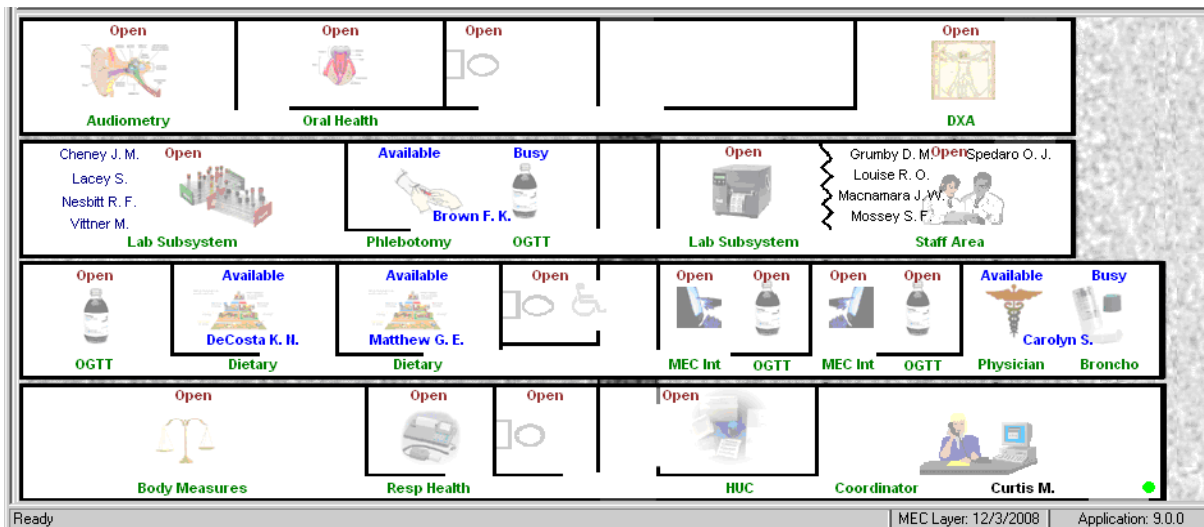 Open Open Open Open
Audiometry Oral Health DXA
Cheney J. M. Open Available Busy Open Grumby D. M. Open Spedaro O. J.
Lacey S. Louise R. O.
Nesbitt R. F. Macnamara J. W.
Vittner M. Brown F. K. Mossey S. F.
Lab Subsystem Phlebotomy OGTT Lab Subsystem Staff Area
Open Available Available Open Open Open Open Open Available Busy
DeCosta K. N. Matthew G. E. Carolyn S.
OGTT Dietary Dietary MEC Int OGTT MEC Int OGTT Physician Broncho
Open Open Open Open
Body Measures Resp Health HUC Coordinator Curtis M.
Ready MEC Layer: 12/3/2008 Application: 9.0.0